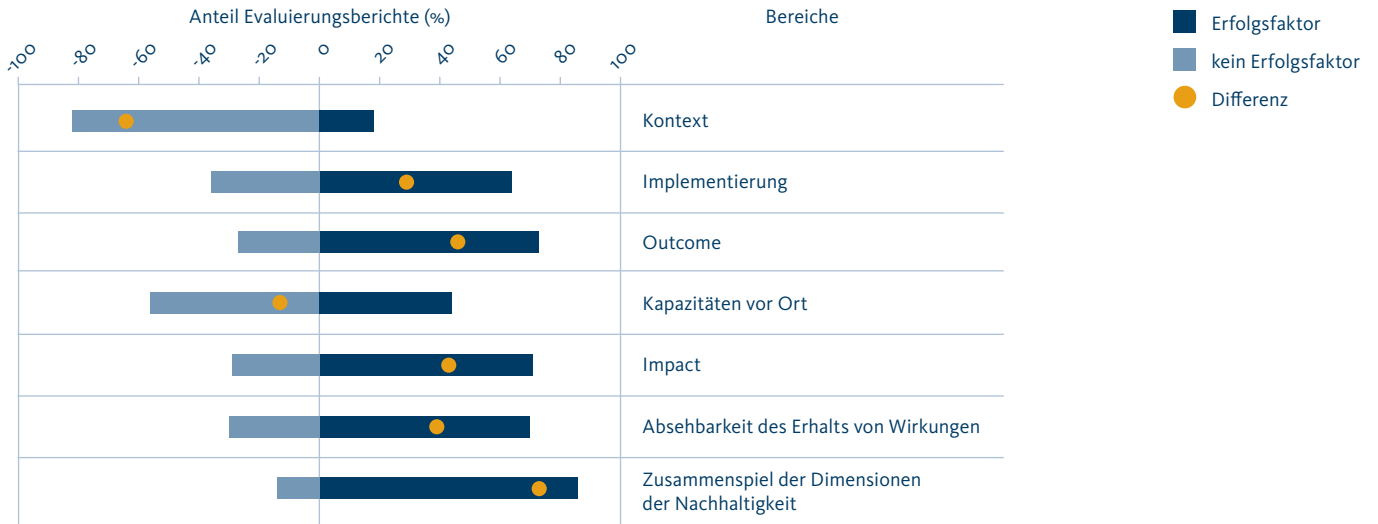 Anteil Evaluierungsberichte (%)
Bereiche
-100
-80
-60
-40
-20
0
20
40
60
80
100
Erfolgsfaktor
kein Erfolgsfaktor
Differenz
Kontext
Implementierung
Outcome
Kapazitäten vor Ort
Impact
Absehbarkeit des Erhalts von Wirkungen
Zusammenspiel der Dimensionen
der Nachhaltigkeit